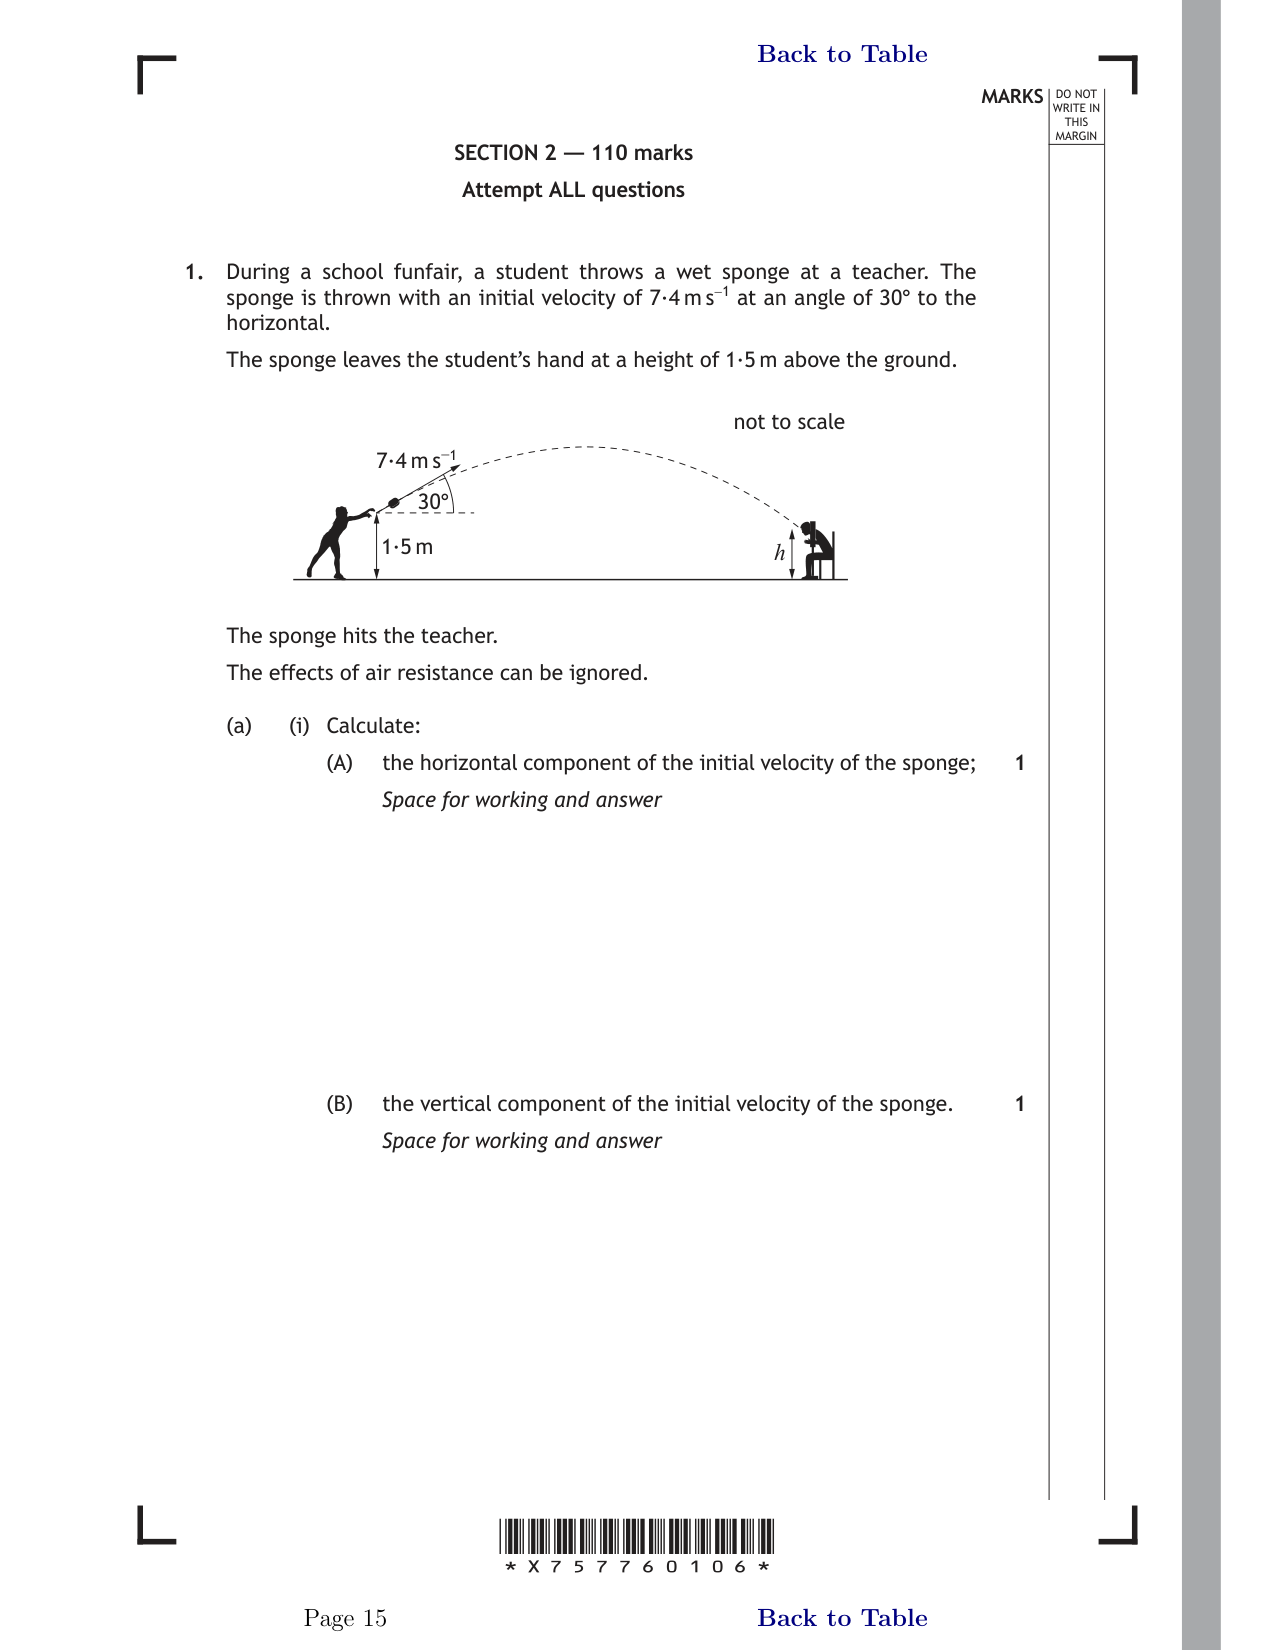 Back to Table
MARKS
DO NOT
WRITE IN
THIS
MARGIN
SECTION 2 — 110 marks
Attempt ALL questions
1. During a school funfair, a student throws a wet sponge at a teacher. The
sponge is thrown with an initial velocity of 7·4 m s⁻¹ at an angle of 30° to the
horizontal.
The sponge leaves the student’s hand at a height of 1·5 m above the ground.
not to scale
7·4 m s⁻¹
30°
1·5 m
h
The sponge hits the teacher.
The effects of air resistance can be ignored.
(a) (i) Calculate:
(A) the horizontal component of the initial velocity of the sponge; 1
Space for working and answer
(B) the vertical component of the initial velocity of the sponge. 1
Space for working and answer
* X 7 5 7 7 6 0 1 0 6 *
Page 15
Back to Table